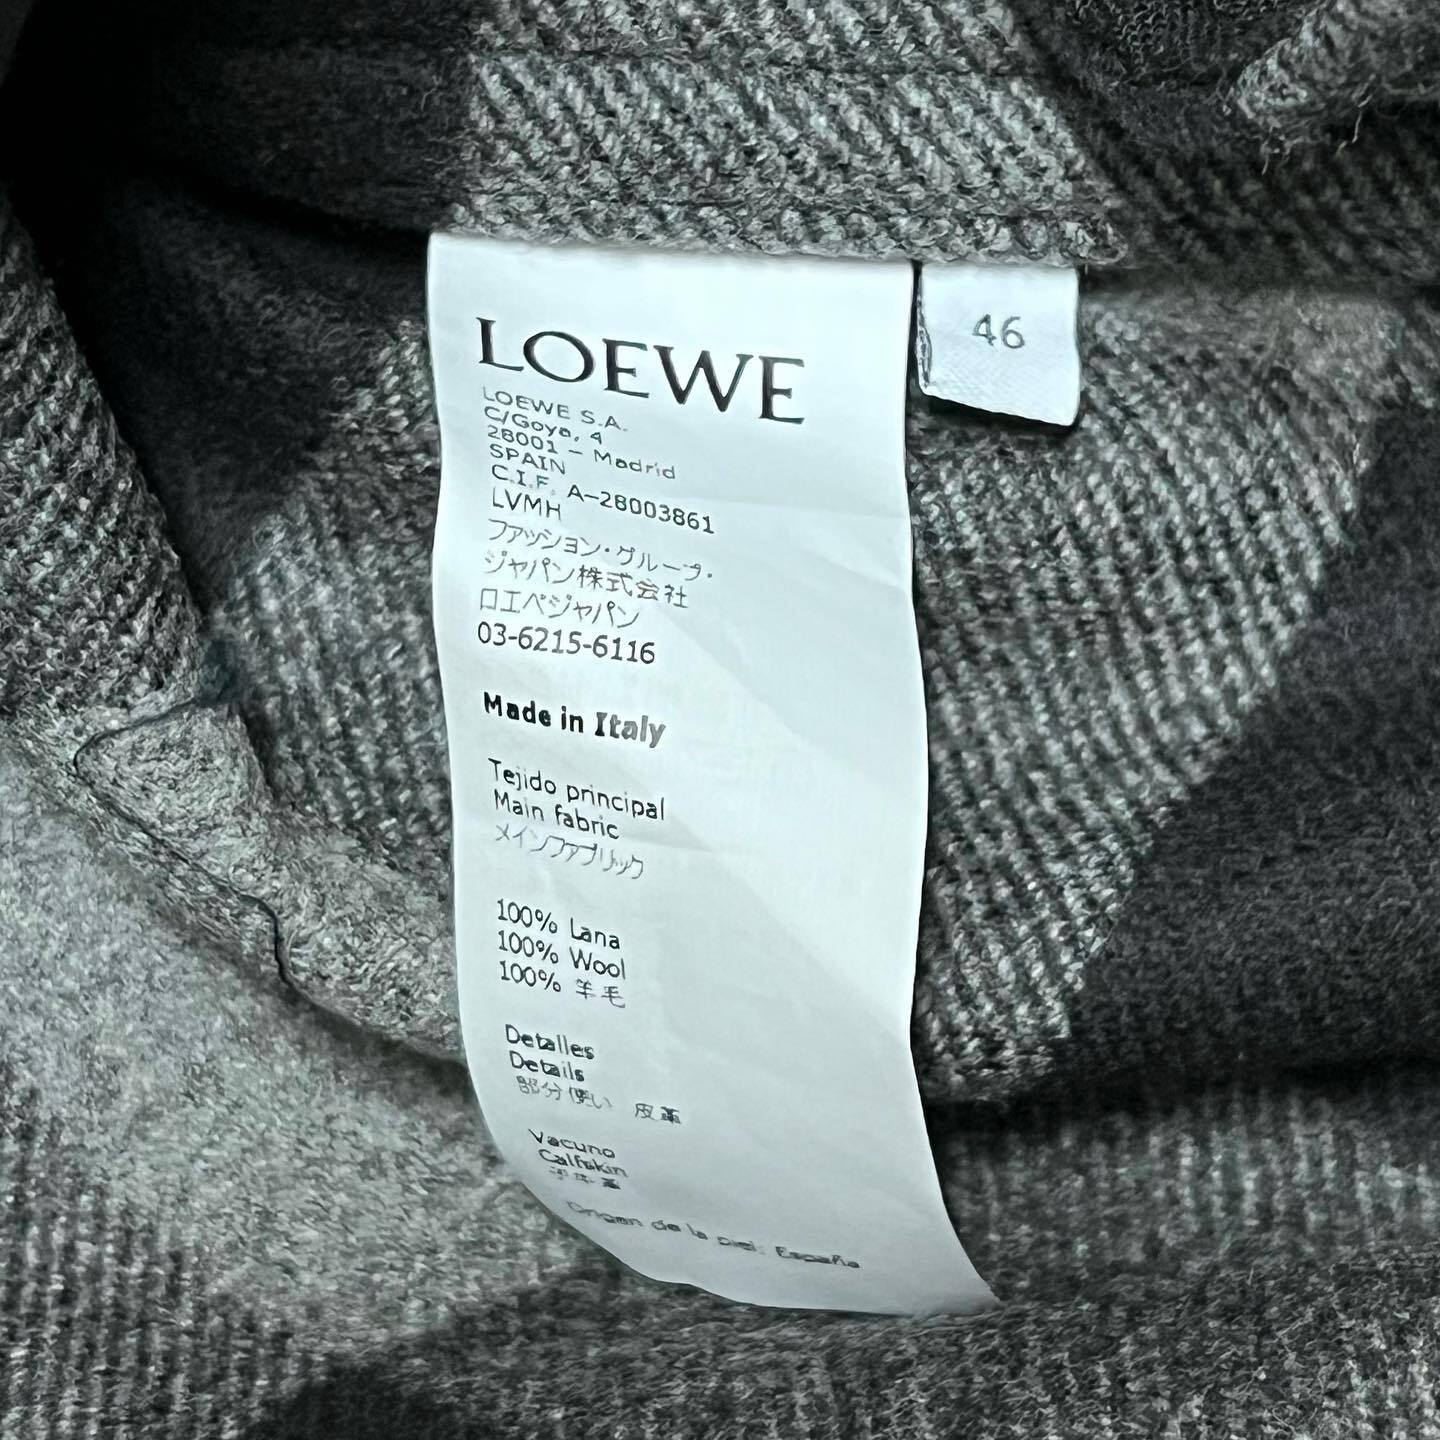 LOEWE
46
LOEWE S.A.
C/Goya, 4
28001 - Madrid
SPAIN
C.I.F. A-28003861
LVMH
ファッション・グループ・
ジャパン株式会社
ロエベジャパン
03-6215-6116
Made in Italy
Tejido principal
Main fabric
メインファブリック
100% Lana
100% Wool
100% 羊毛
Detalles
Details
部分使い 皮革
Vacuno
Calfskin
Origen de la piel: España